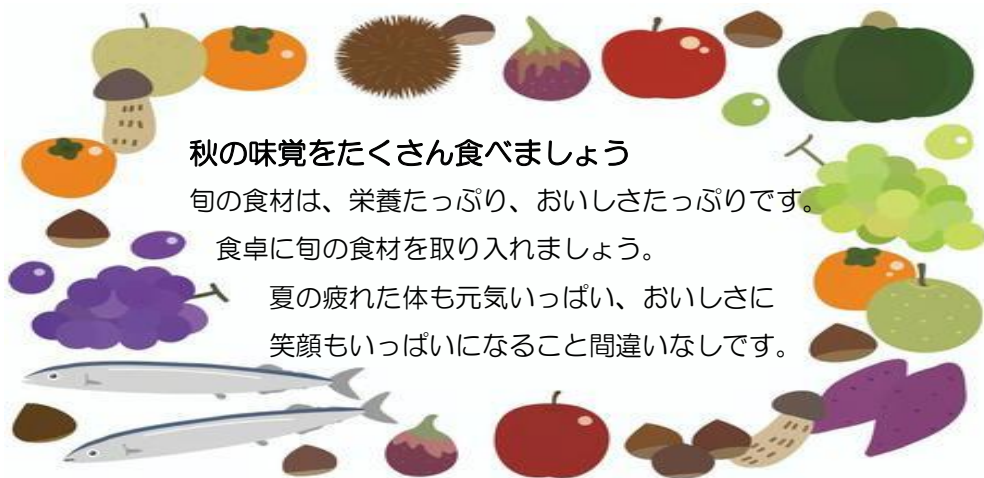 秋の味覚をたくさん食べましょう
旬の食材は、栄養たっぷり、おいしさたっぷりです。
食卓に旬の食材を取り入れましょう。
夏の疲れた体も元気いっぱい、おいしさに
笑顔もいっぱいになること間違いなしです。